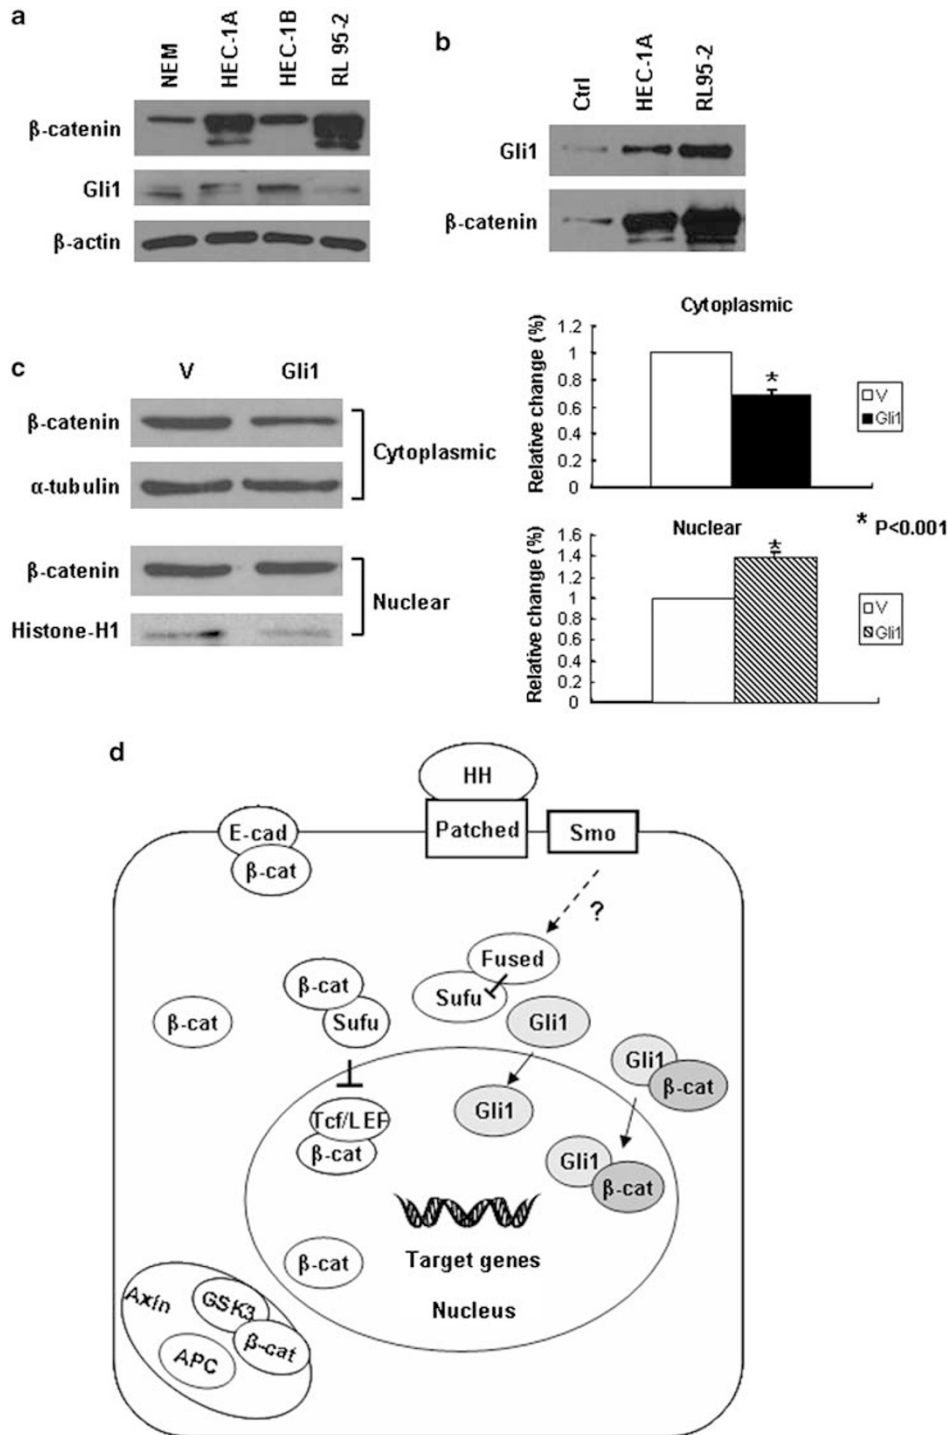 a
NEM
HEC-1A
HEC-1B
RL 95-2
β-catenin
Gli1
β-actin
b
Ctrl
HEC-1A
RL95-2
Gli1
β-catenin
c
V
Gli1
β-catenin
α-tubulin
Cytoplasmic
β-catenin
Histone-H1
Nuclear
Cytoplasmic
Relative change (%)
1.2
1
0.8
0.6
0.4
0.2
0
*
V
Gli1
* P<0.001
Nuclear
Relative change (%)
1.6
1.4
1.2
1
0.8
0.6
0.4
0.2
0
*
V
Gli1
d
HH
Patched
Smo
E-cad
β-cat
?
Fused
Sufu
β-cat
Sufu
β-cat
Gli1
Gli1
β-cat
Tcf/LEF
β-cat
Gli1
Gli1
β-cat
β-cat
Target genes
Nucleus
Axin
GSK3
β-cat
APC